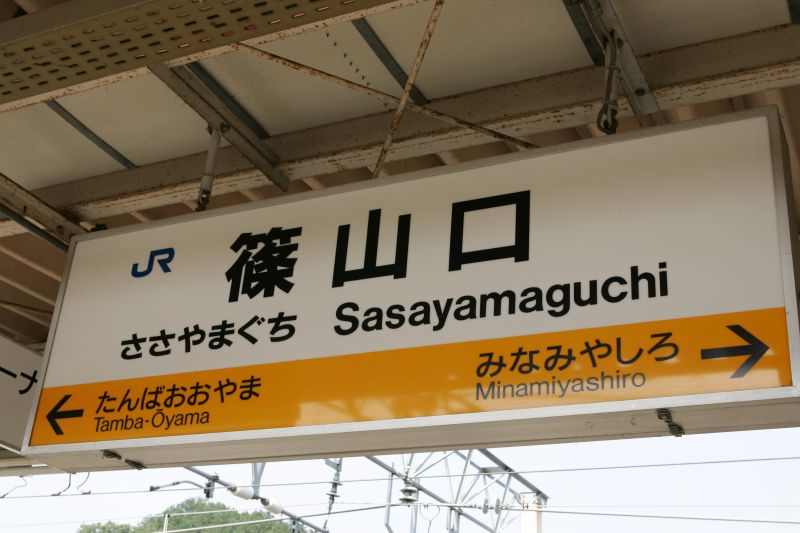 JR 篠山口
ささやまぐち Sasayamaguchi
← たんばおおやま
Tamba-Ōyama
みなみやしろ →
Minamiyashiro